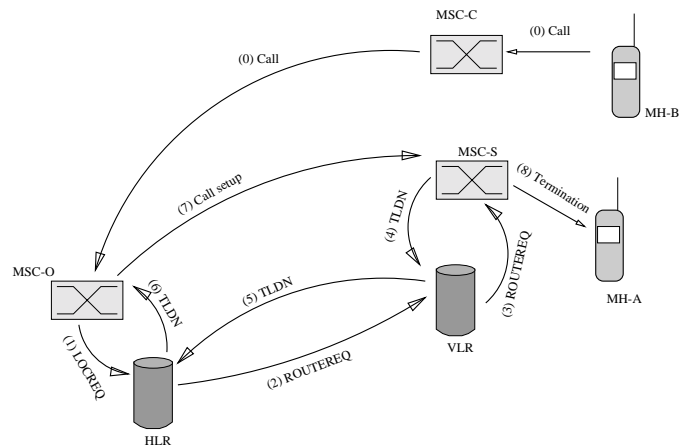 MSC-C
(0) Call
(0) Call
MH-B
MSC-S
(8) Termination
(7) Call setup
(4) TLDN
(3) ROUTEREQ
MH-A
MSC-O
(6) TLDN
(5) TLDN
(1) LOCREQ
(2) ROUTEREQ
VLR
HLR